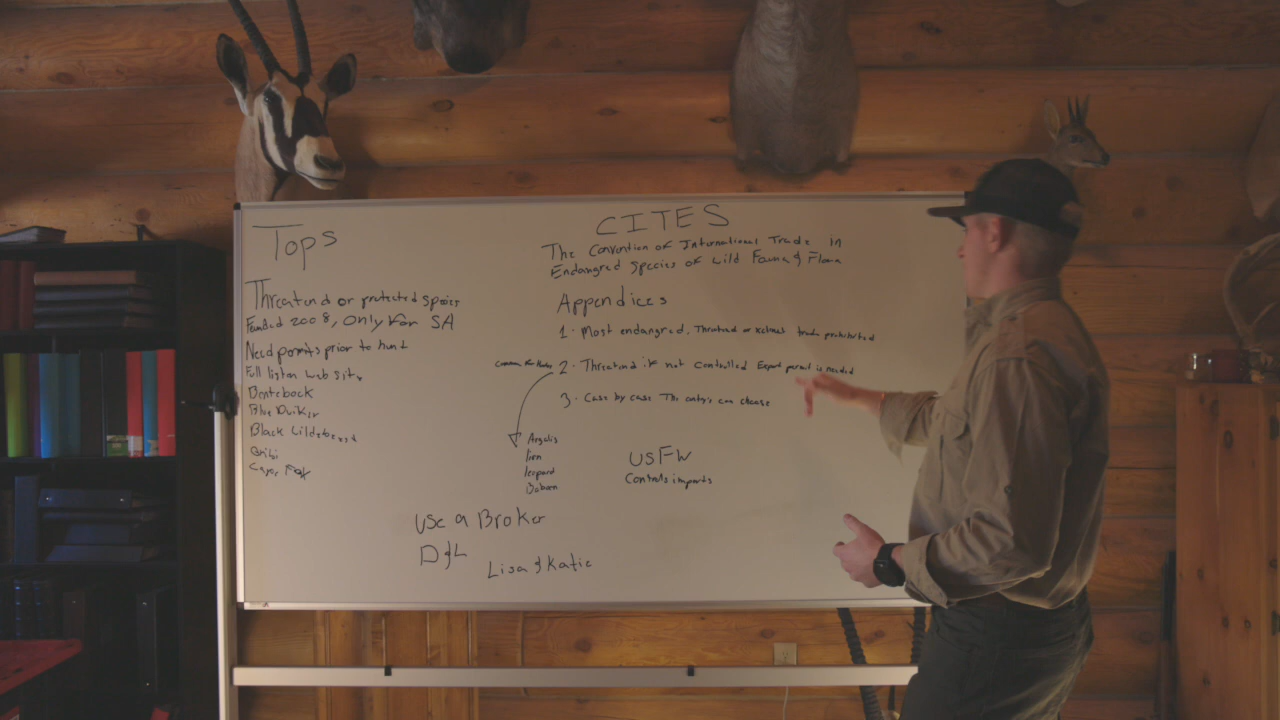 Tops
Threatend or protected species
Founded 2008, Only for SA
Need permits prior to hunt
Full list on web site
Bontebock
Blue Duiker
Black Wildebeest
Oribi
Cape Fox
CITES
The Convention of International Trade in
Endangred Species of Wild Fauna & Flora
Appendices
1. Most endangred, Threatend or extinct trade prohibited
2. Threatend if not controlled Export permit is needed
3. Case by case The can choose
Lion
leopard
Baboon
USFW
Controls imports
Use a Broker
D&L
Lisa & Katie